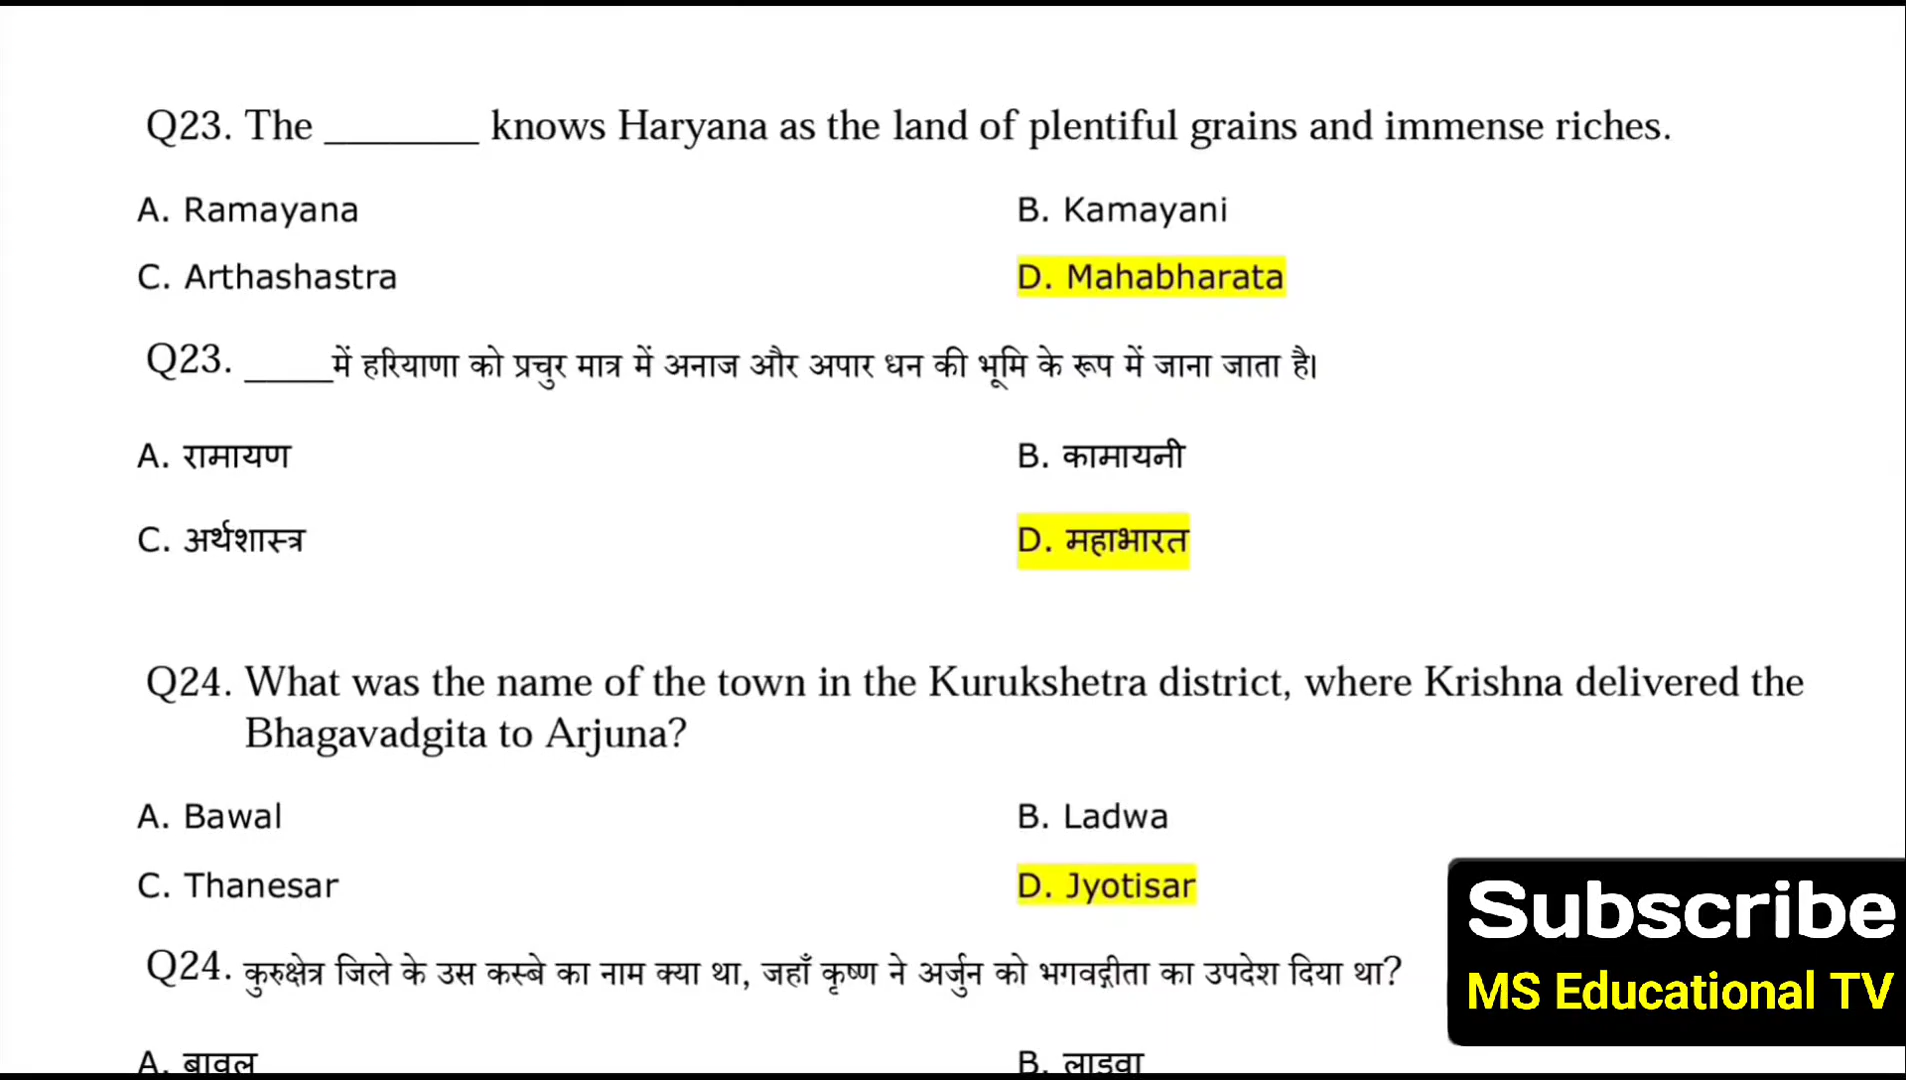 Q23. The _______ knows Haryana as the land of plentiful grains and immense riches.
A. Ramayana B. Kamayani
C. Arthashastra D. Mahabharata
Q23. ____में हरियाणा को प्रचुर मात्र में अनाज और अपार धन की भूमि के रूप में जाना जाता है।
A. रामायण B. कामायनी
C. अर्थशास्त्र D. महाभारत
Q24. What was the name of the town in the Kurukshetra district, where Krishna delivered the
Bhagavadgita to Arjuna?
A. Bawal B. Ladwa
C. Thanesar D. Jyotisar
Q24. कुरुक्षेत्र जिले के उस कस्बे का नाम क्या था, जहाँ कृष्ण ने अर्जुन को भगवद्गीता का उपदेश दिया था?
A. बावल B. लाडवा
Subscribe
MS Educational TV